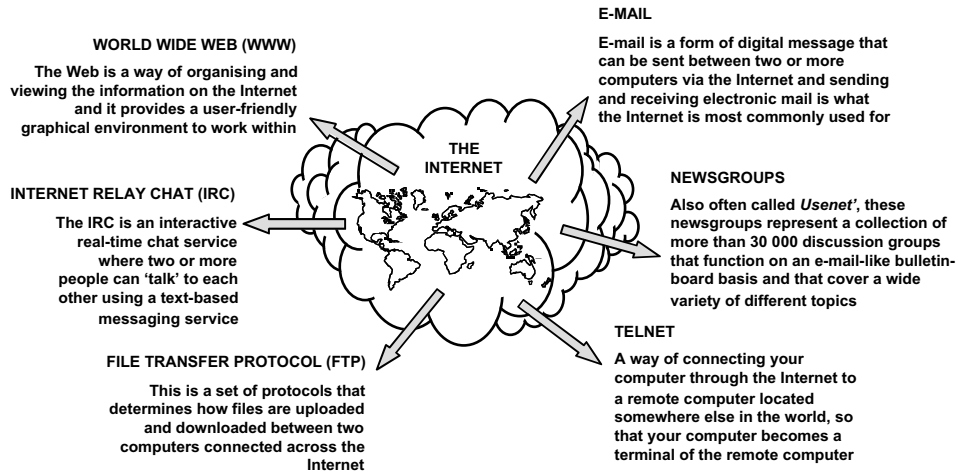 E-MAIL
E-mail is a form of digital message that
can be sent between two or more
computers via the Internet and sending
and receiving electronic mail is what
the Internet is most commonly used for
WORLD WIDE WEB (WWW)
The Web is a way of organising and
viewing the information on the Internet
and it provides a user-friendly
graphical environment to work within
THE
INTERNET
INTERNET RELAY CHAT (IRC)
The IRC is an interactive
real-time chat service
where two or more
people can ‘talk’ to each
other using a text-based
messaging service
NEWSGROUPS
Also often called Usenet’, these
newsgroups represent a collection of
more than 30 000 discussion groups
that function on an e-mail-like bulletin-
board basis and that cover a wide
variety of different topics
FILE TRANSFER PROTOCOL (FTP)
This is a set of protocols that
determines how files are uploaded
and downloaded between two
computers connected across the
Internet
TELNET
A way of connecting your
computer through the Internet to
a remote computer located
somewhere else in the world, so
that your computer becomes a
terminal of the remote computer